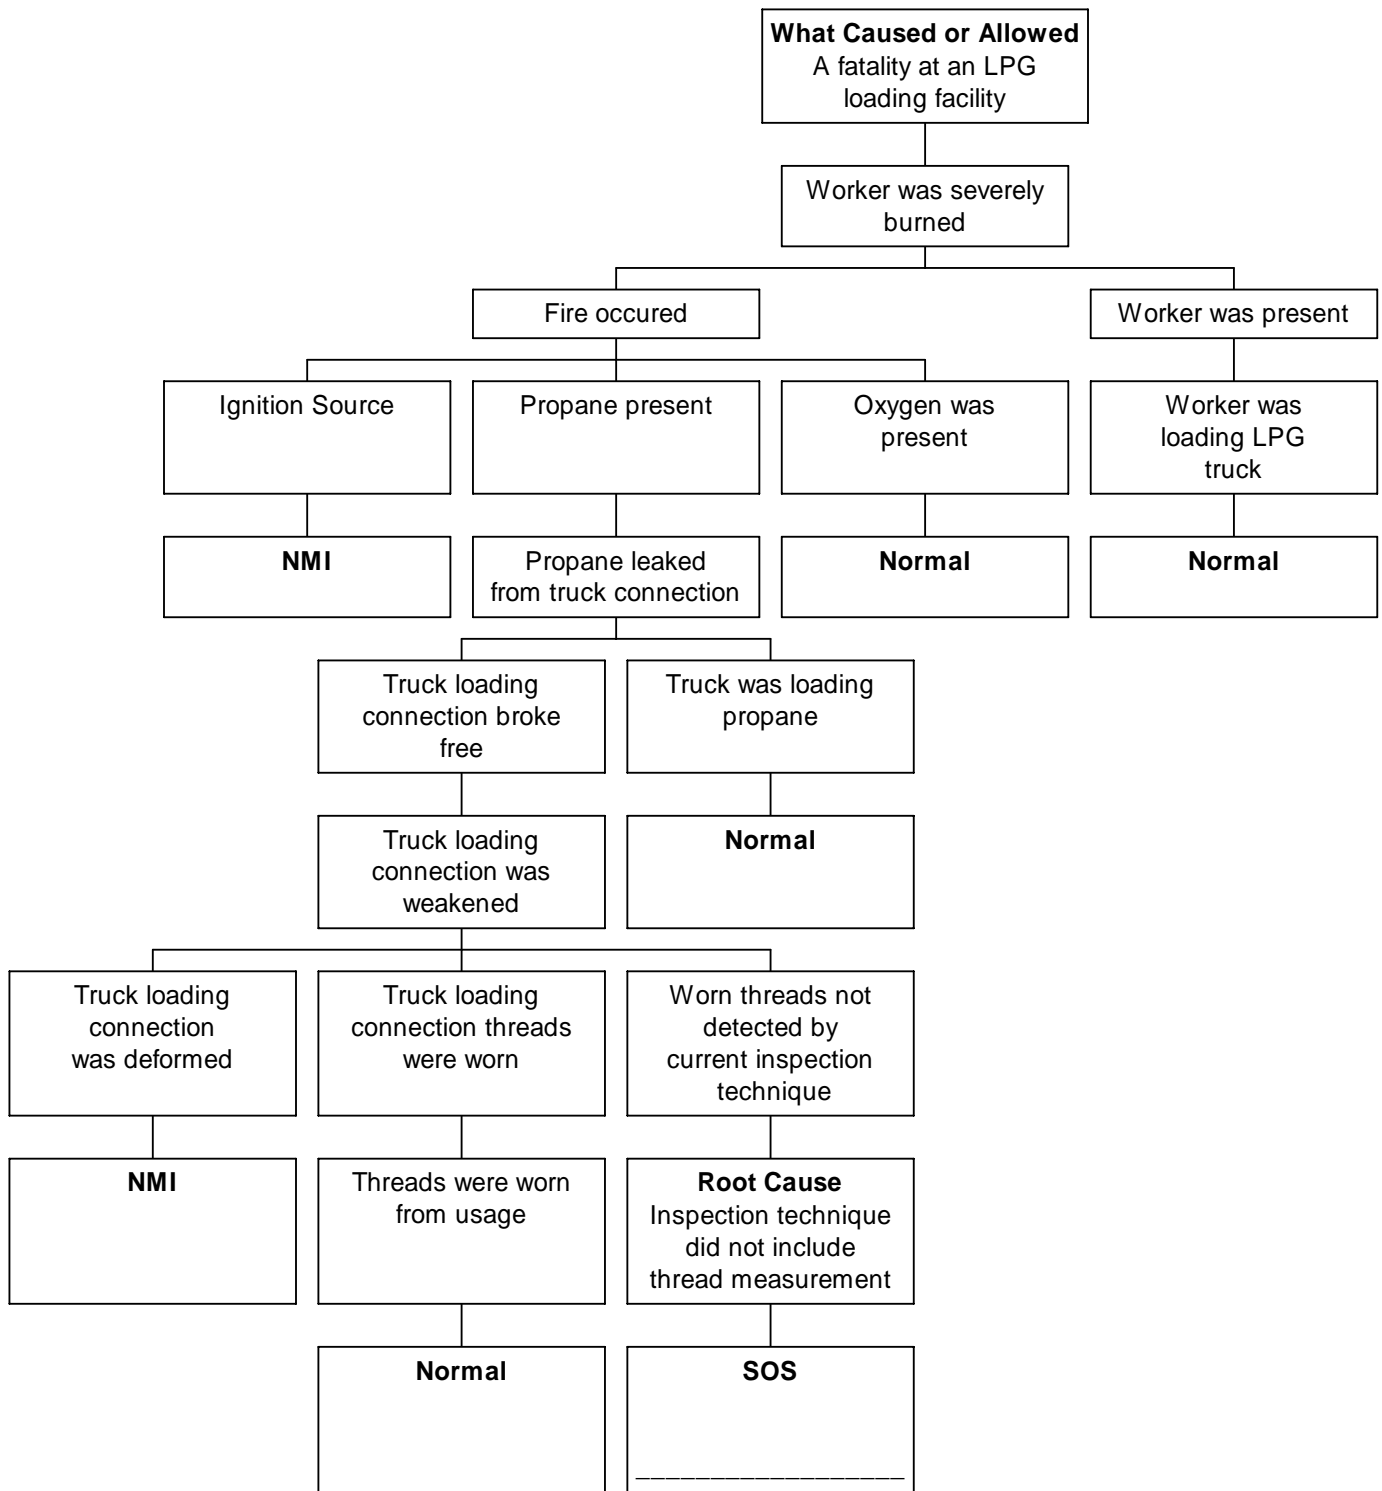 What Caused or Allowed
A fatality at an LPG
loading facility
Worker was severely
burned
Fire occured
Worker was present
Ignition Source
Propane present
Oxygen was
present
Worker was
loading LPG
truck
NMI
Propane leaked
from truck connection
Normal
Normal
Truck loading
connection broke
free
Truck was loading
propane
Truck loading
connection was
weakened
Normal
Truck loading
connection
was deformed
Truck loading
connection threads
were worn
Worn threads not
detected by
current inspection
technique
NMI
Threads were worn
from usage
Root Cause
Inspection technique
did not include
thread measurement
Normal
SOS
__________________